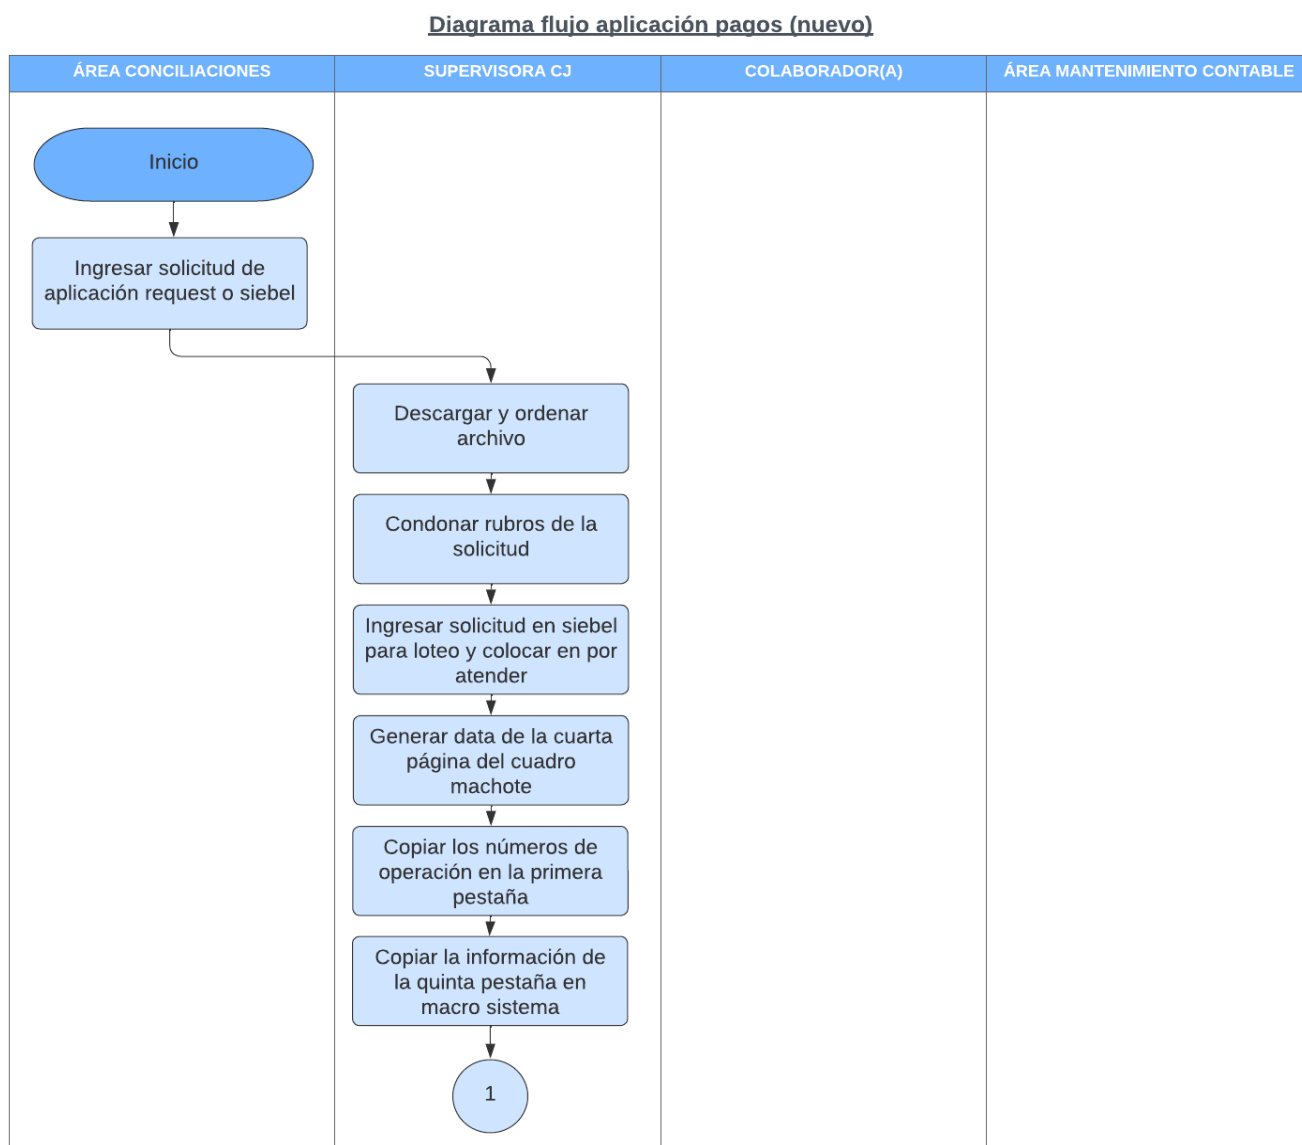 Diagrama flujo aplicación pagos (nuevo)
ÁREA CONCILIACIONES
SUPERVISORA CJ
COLABORADOR(A)
ÁREA MANTENIMIENTO CONTABLE
Inicio
Ingresar solicitud de
aplicación request o siebel
Descargar y ordenar
archivo
Condonar rubros de la
solicitud
Ingresar solicitud en siebel
para loteo y colocar en por
atender
Generar data de la cuarta
página del cuadro
machote
Copiar los números de
operación en la primera
pestaña
Copiar la información de
la quinta pestaña en
macro sistema
1